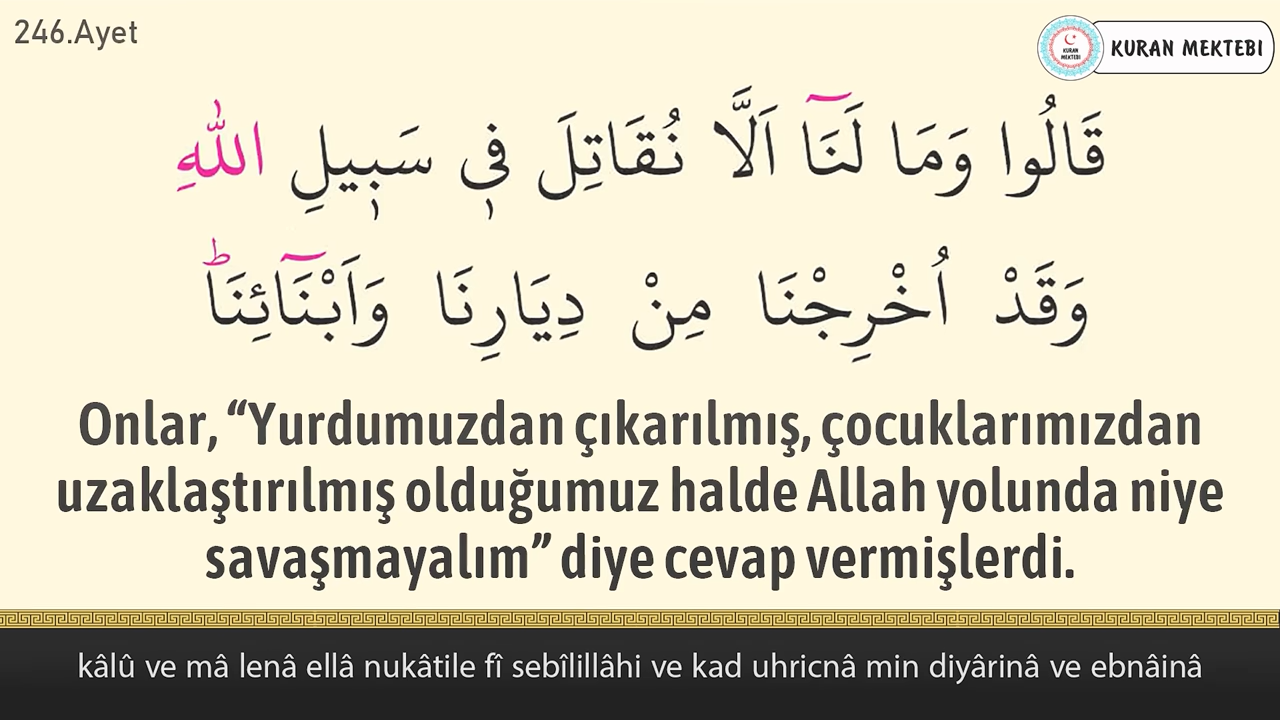 246.Ayet
KURAN MEKTEBI
KURAN
MEKTEBİ
قَالُوا وَمَا لَنَٓا اَلَّا نُقَاتِلَ ف۪ي سَب۪يلِ اللّٰهِ
وَقَدْ اُخْرِجْنَا مِنْ دِيَارِنَا وَاَبْنَٓائِنَاۜ
Onlar, “Yurdumuzdan çıkarılmış, çocuklarımızdan
uzaklaştırılmış olduğumuz halde Allah yolunda niye
savaşmayalım” diye cevap vermişlerdi.
kâlû ve mâ lenâ ellâ nukâtile fî sebîlillâhi ve kad uhricnâ min diyârinâ ve ebnâinâ